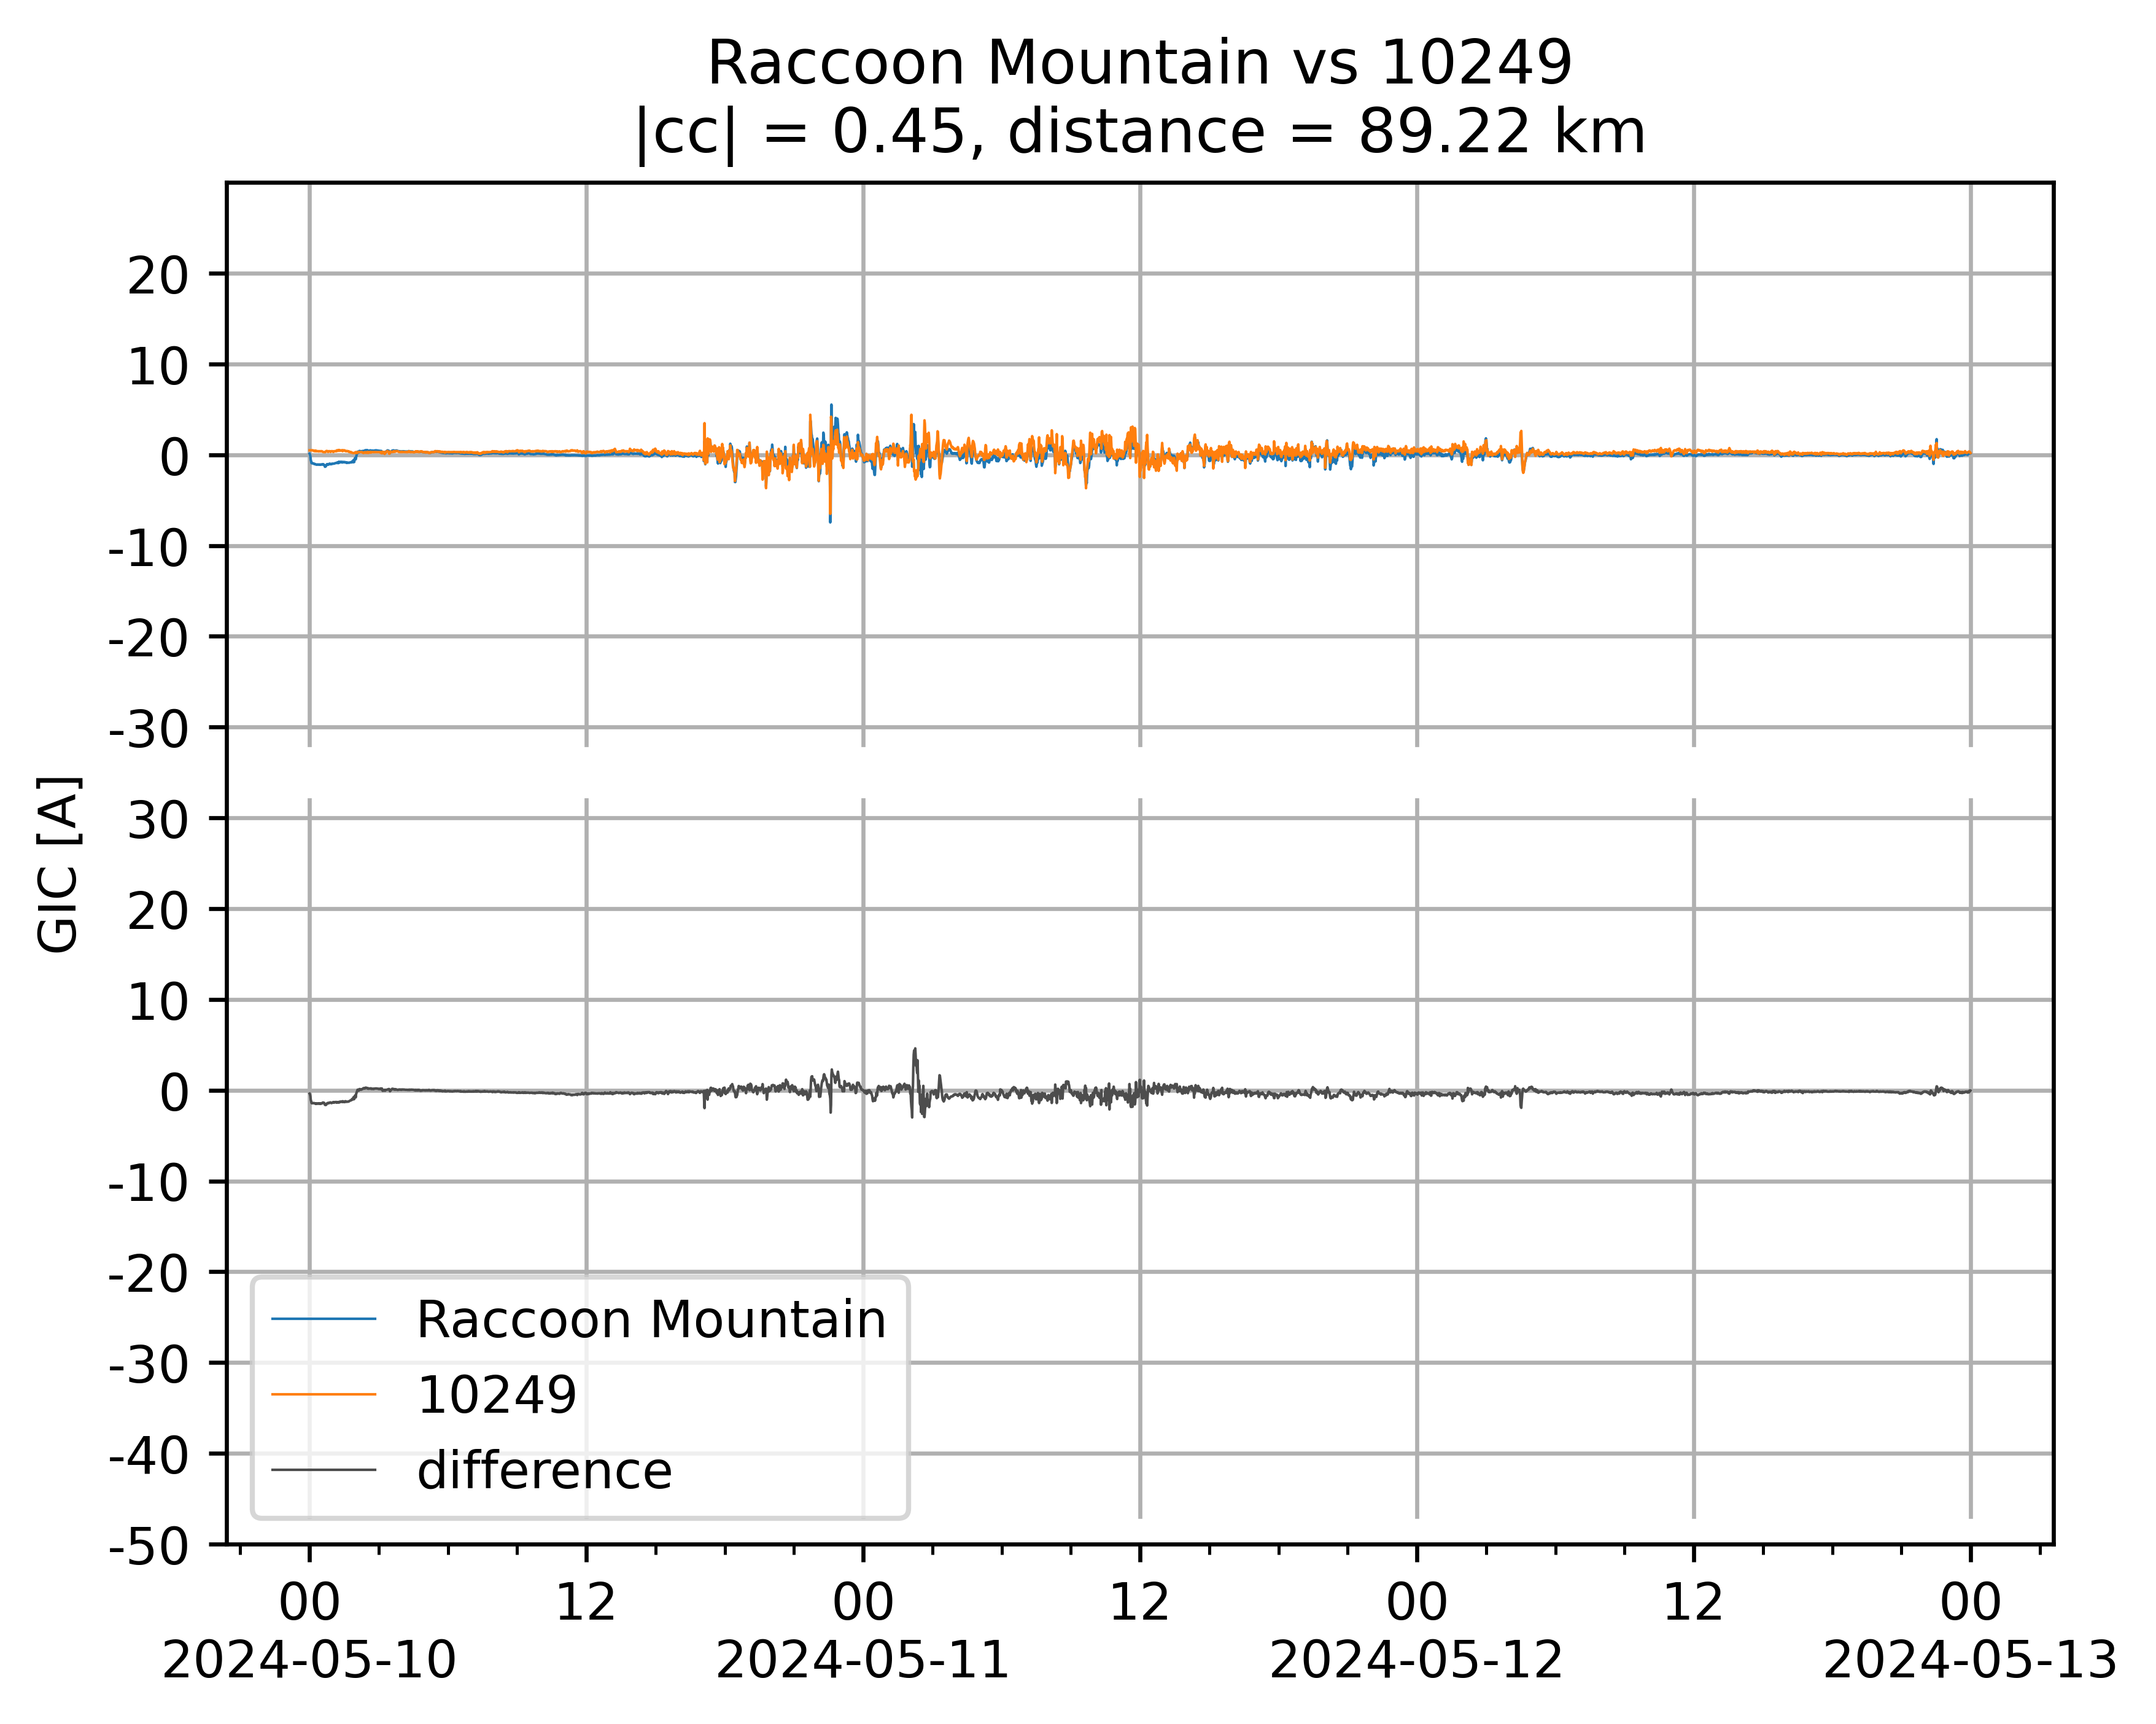 Raccoon Mountain vs 10249
|cc| = 0.45, distance = 89.22 km
GIC [A]
20
10
0
-10
-20
-30
30
20
10
0
-10
-20
-30
-40
-50
Raccoon Mountain
10249
difference
00 12 00 12 00 12 00
2024-05-10 2024-05-11 2024-05-12 2024-05-13